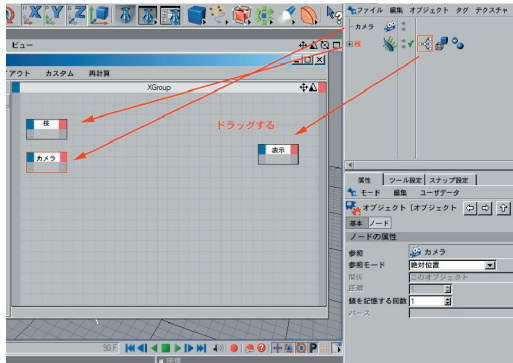 X Y Z
ファイル 編集 オブジェクト タグ テクスチャ
カメラ
枝
ビュー
アウト カスタム 再計算
XGroup
枝
カメラ
ドラッグする
表示
属性 ツール設定 スナップ設定
モード 編集 ユーザデータ
オブジェクト [オブジェクト
基本 ノード
ノードの属性
参照 カメラ
参照モード 絶対位置
関係 このオブジェクト
距離 1
値を記憶する回数 1
パース
90 F
P
座標